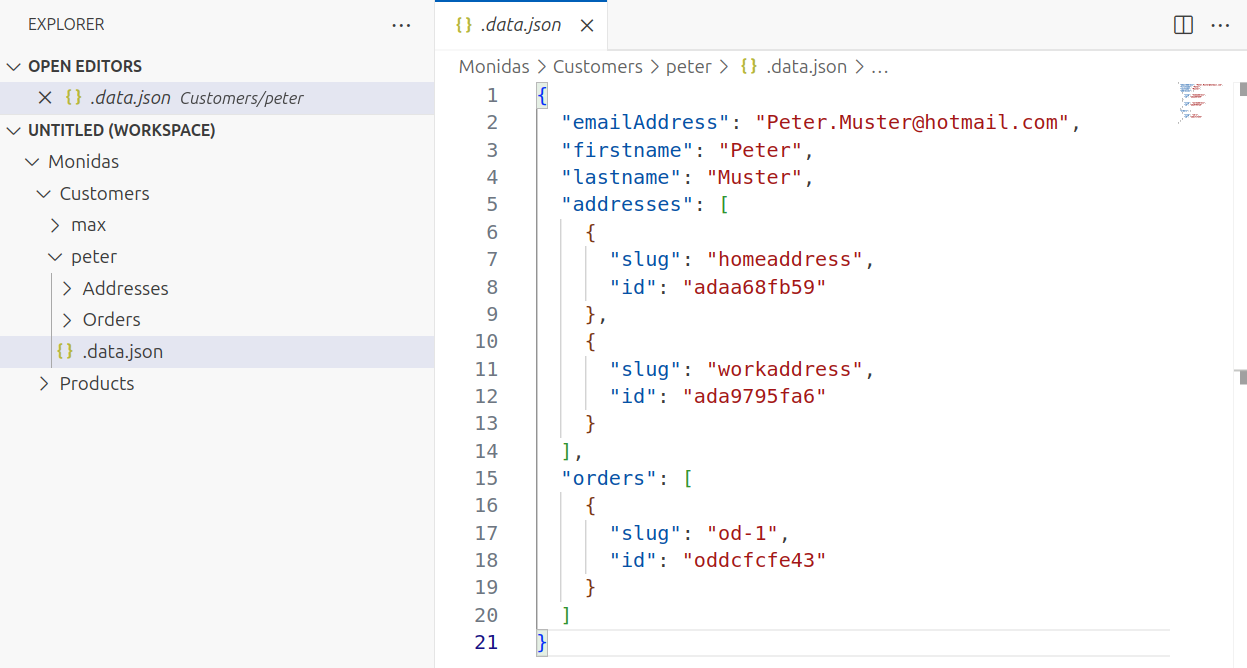 EXPLORER
OPEN EDITORS
.data.json Customers/peter
UNTITLED (WORKSPACE)
Monidas
Customers
max
peter
Addresses
Orders
.data.json
Products
.data.json
Monidas > Customers > peter > {} .data.json > ...
1 {
2 "emailAddress": "Peter.Muster@hotmail.com",
3 "firstname": "Peter",
4 "lastname": "Muster",
5 "addresses": [
6 {
7 "slug": "homeaddress",
8 "id": "adaa68fb59"
9 },
10 {
11 "slug": "workaddress",
12 "id": "ada9795fa6"
13 }
14 ],
15 "orders": [
16 {
17 "slug": "od-1",
18 "id": "oddcfcfe43"
19 }
20 ]
21 }